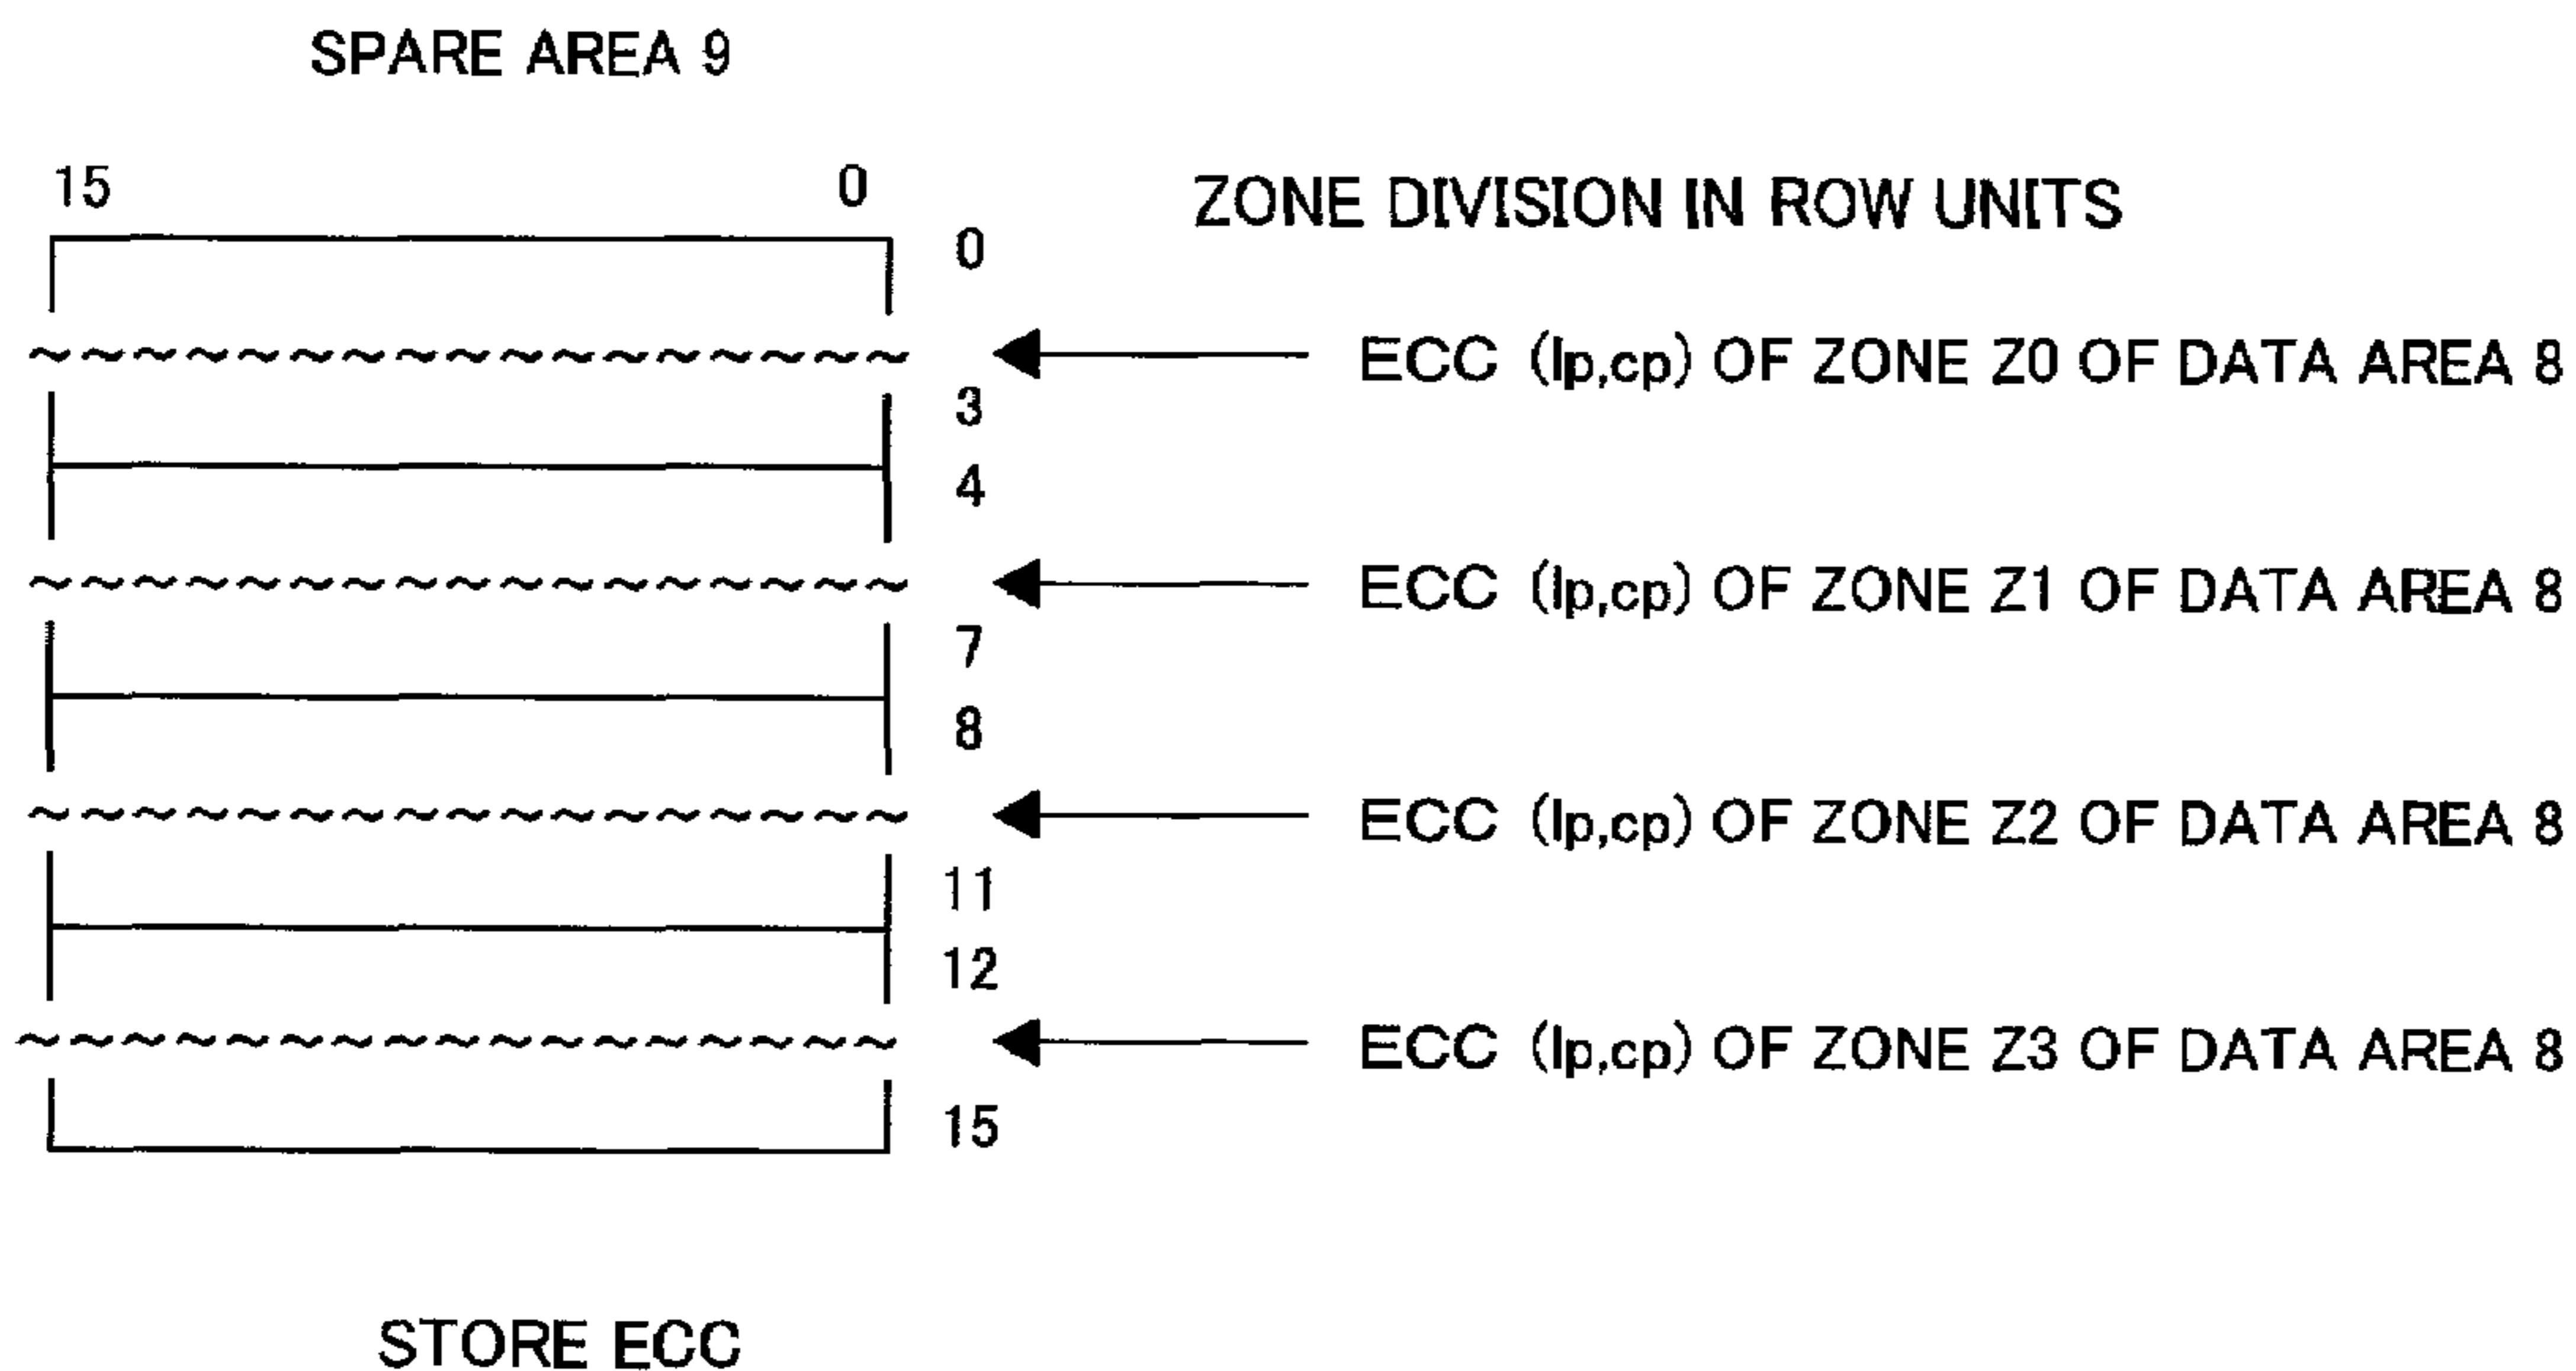 SPARE AREA 9
15 0
ZONE DIVISION IN ROW UNITS
0
ECC (lp,cp) OF ZONE Z0 OF DATA AREA 8
3
4
ECC (lp,cp) OF ZONE Z1 OF DATA AREA 8
7
8
ECC (lp,cp) OF ZONE Z2 OF DATA AREA 8
11
12
ECC (lp,cp) OF ZONE Z3 OF DATA AREA 8
15
STORE ECC